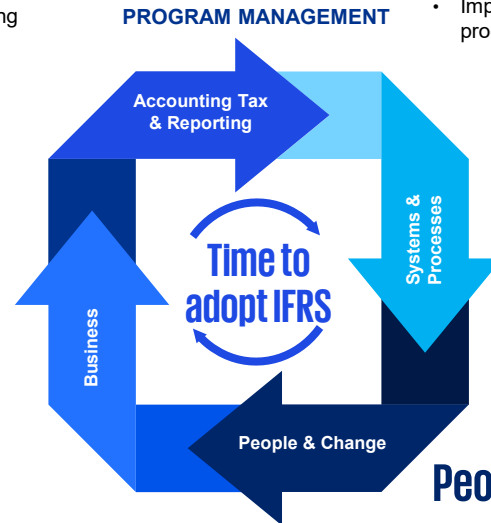 PROGRAM MANAGEMENT
Accounting Tax
& Reporting
Systems &
Processes
Time to
adopt IFRS
Business
People & Change